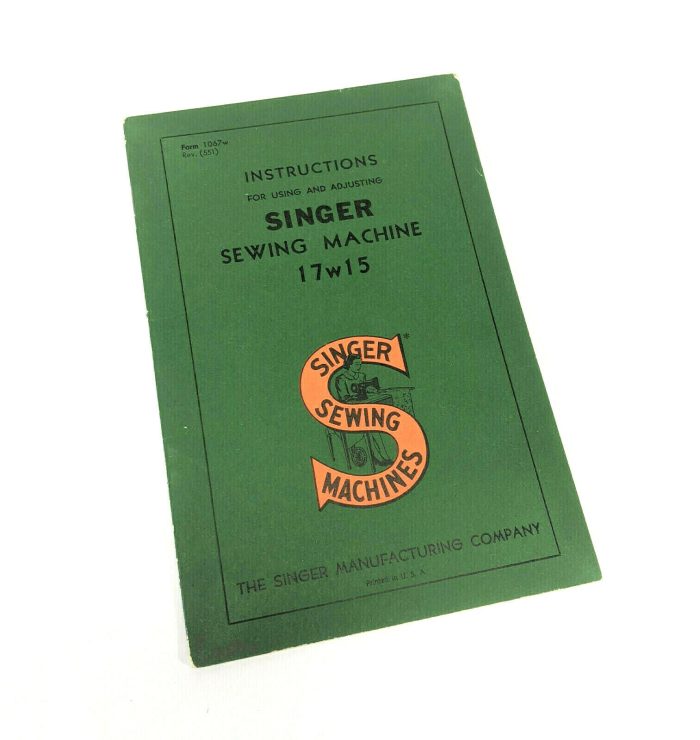 Form 1067w
Rev. (551)
INSTRUCTIONS
FOR USING AND ADJUSTING
SINGER
SEWING MACHINE
17w15
SINGER*
SEWING
MACHINES
THE SINGER MANUFACTURING COMPANY
Printed in U. S. A.